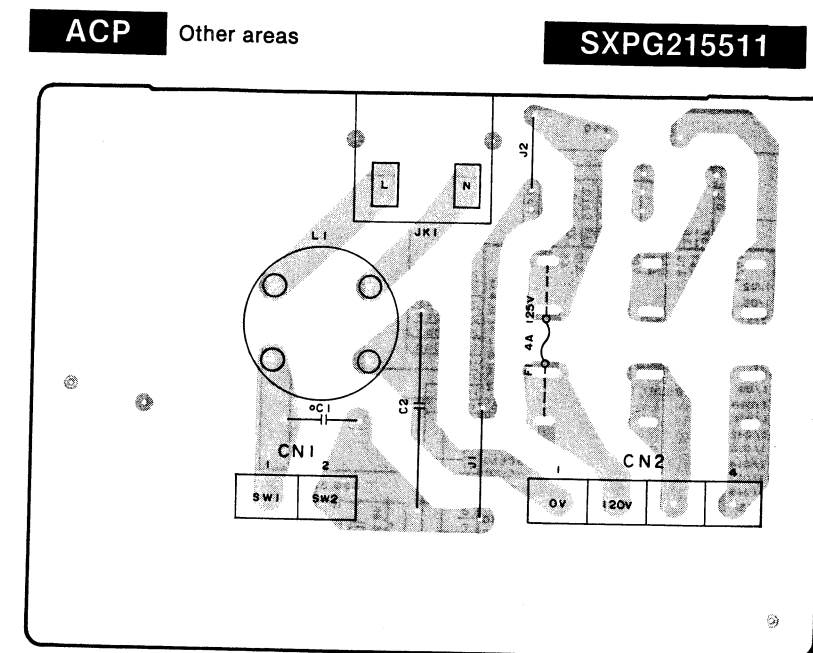 ACP Other areas SXPG215511
J2
L N
L1 JK1
F1 4A 125V
C1
C2
CN1
1 2
J1
CN2
1 4
SW1 SW2
0V 120V